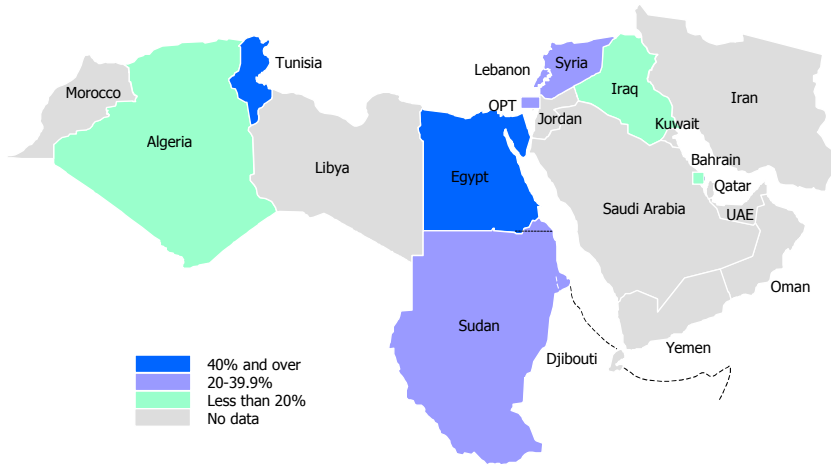 Tunisia
Syria
Lebanon
Morocco
Iraq
Iran
OPT
Jordan
Kuwait
Algeria
Libya
Bahrain
Egypt
Qatar
Saudi Arabia
UAE
Oman
Sudan
Yemen
Djibouti
40% and over
20-39.9%
Less than 20%
No data